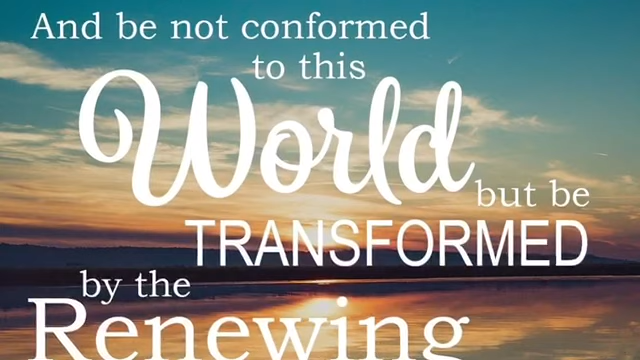 And be not conformed
to this
World
but be
TRANSFORMED
by the
Renewing